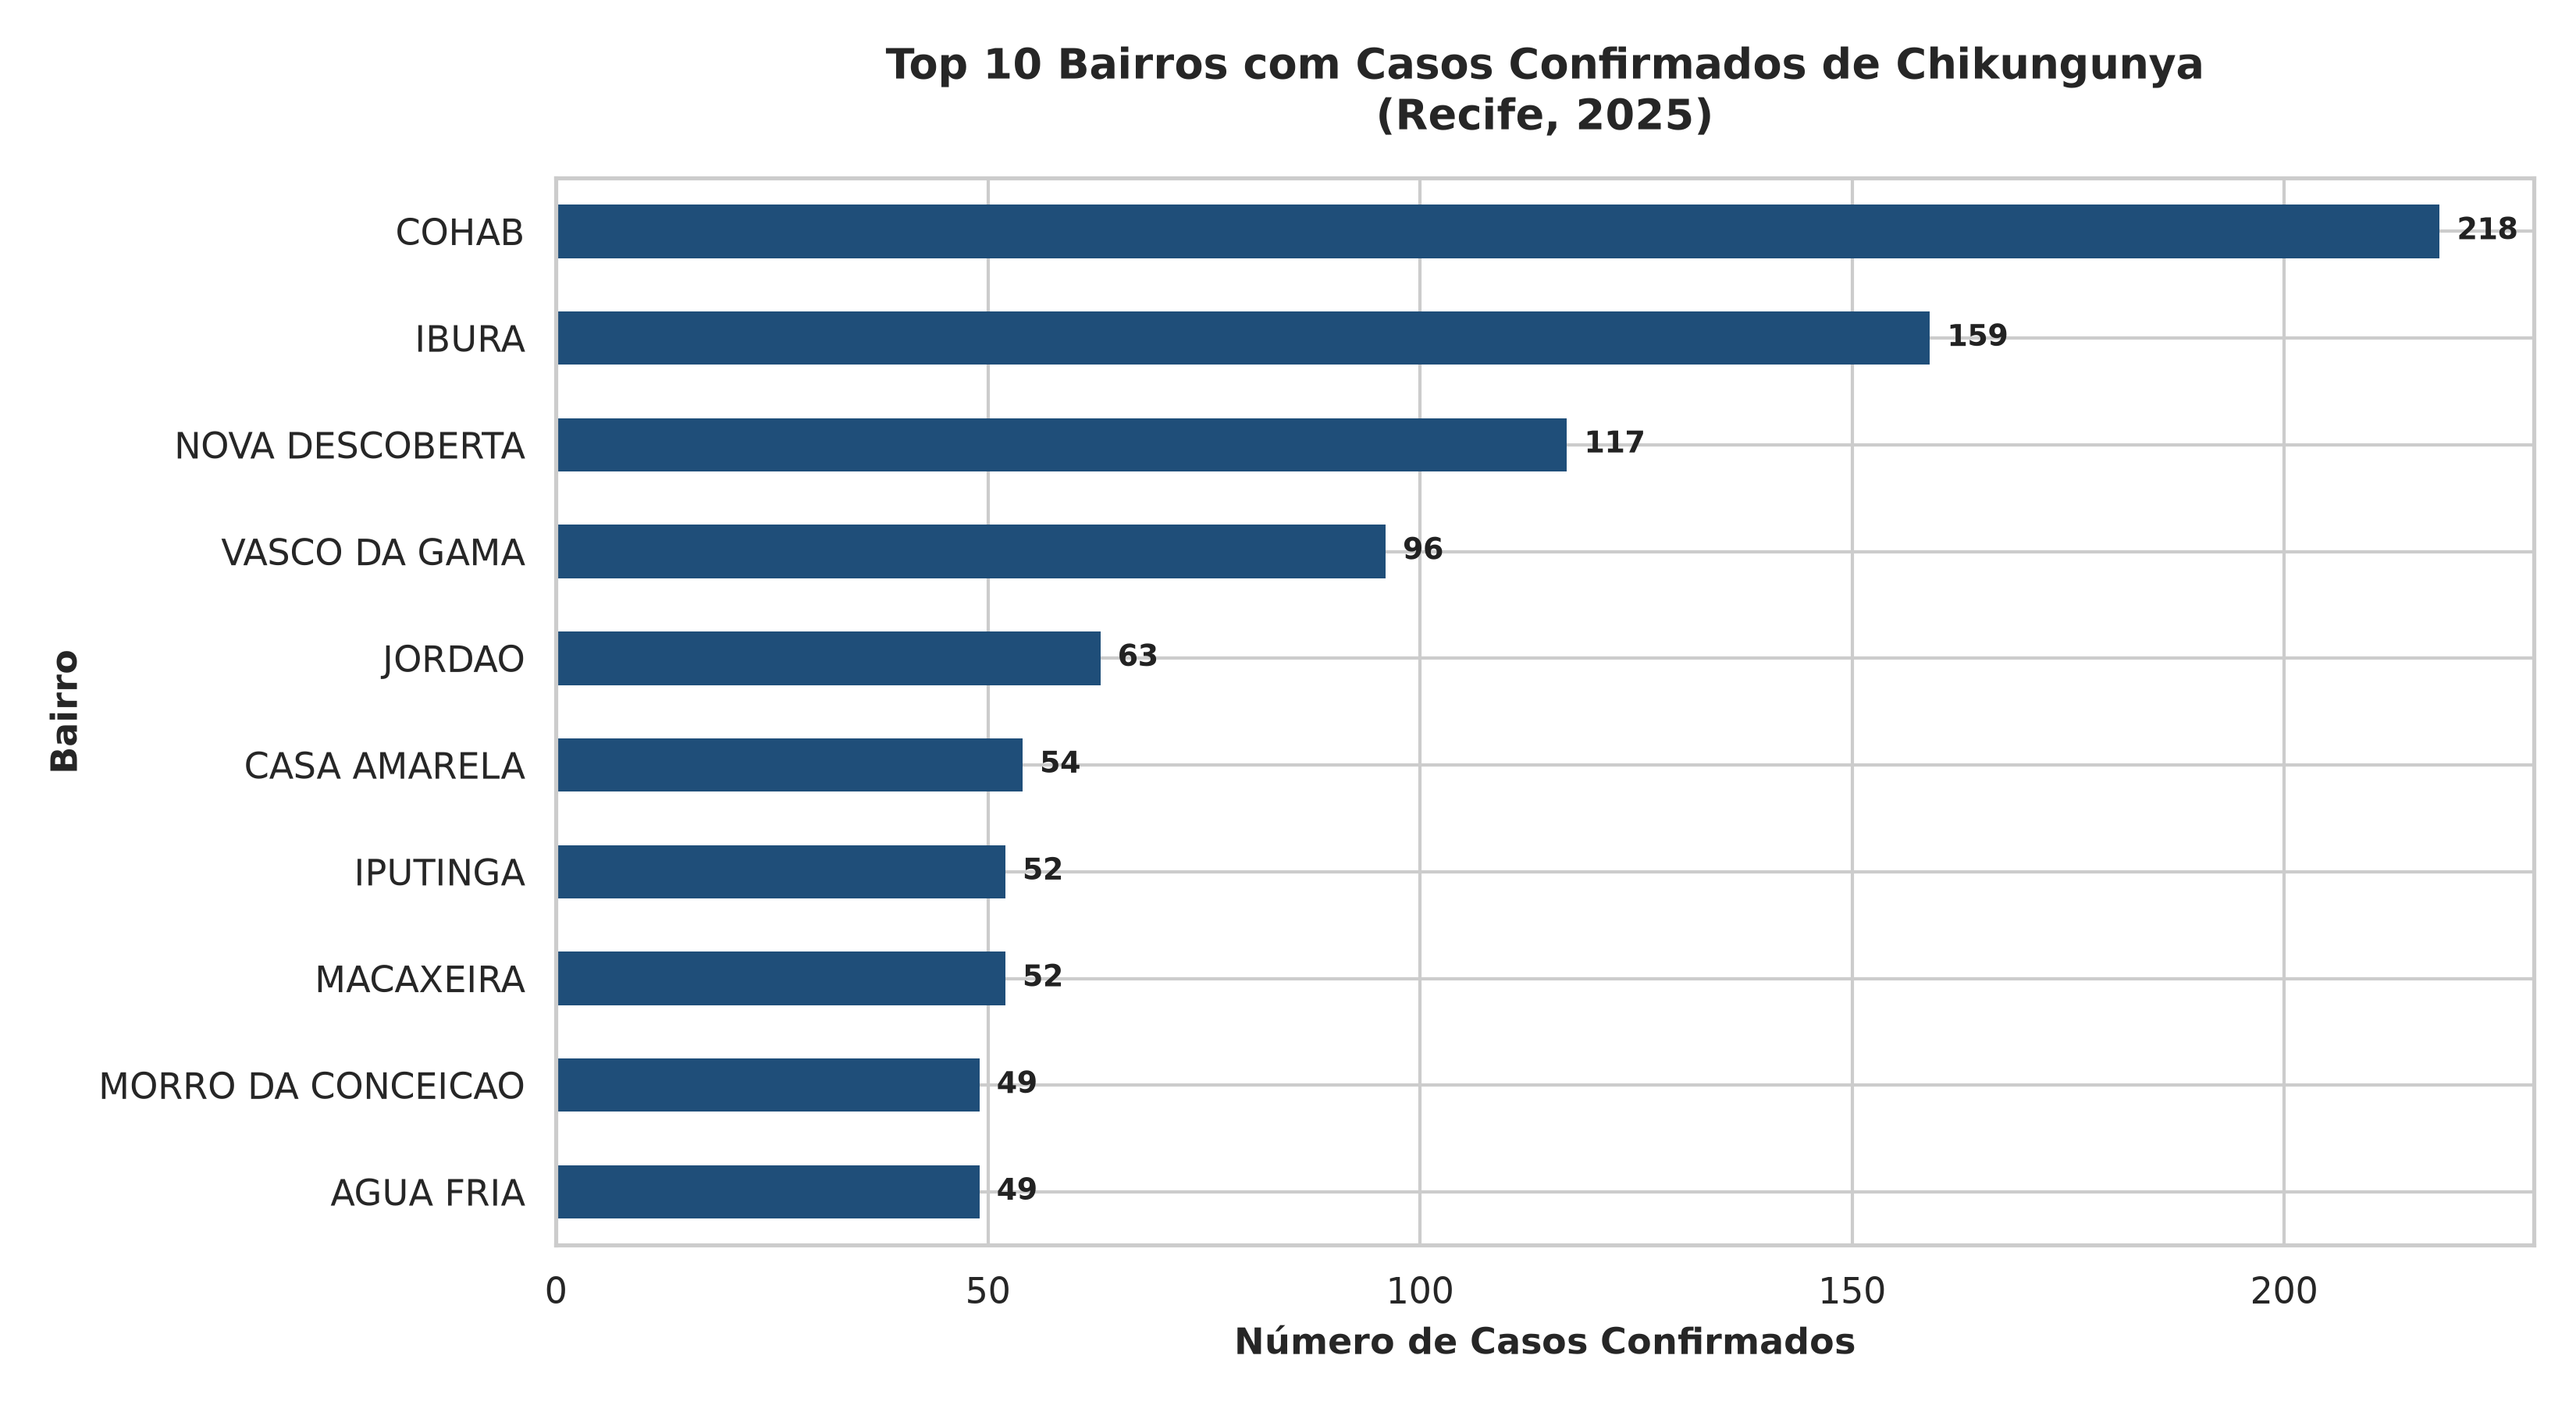 Top 10 Bairros com Casos Confirmados de Chikungunya
(Recife, 2025)
COHAB 218
IBURA 159
NOVA DESCOBERTA 117
VASCO DA GAMA 96
JORDAO 63
CASA AMARELA 54
IPUTINGA 52
MACAXEIRA 52
MORRO DA CONCEICAO 49
AGUA FRIA 49
Bairro
0 50 100 150 200
Número de Casos Confirmados